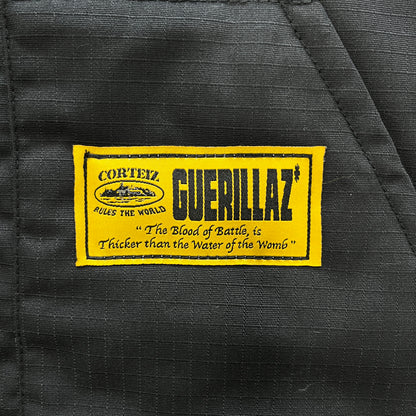 CORTEIZ
RULES THE WORLD
GUERILLAZ
" The Blood of Battle, is
Thicker than the Water of the Womb "